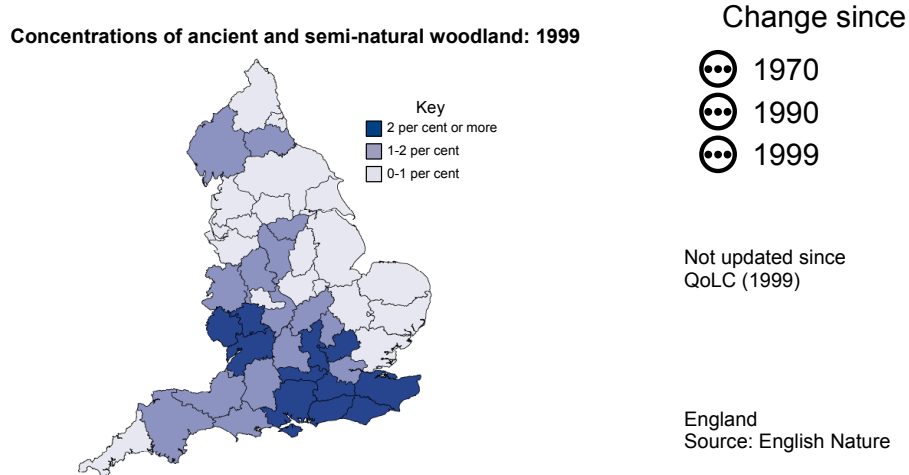 Concentrations of ancient and semi-natural woodland: 1999
Key
2 per cent or more
1-2 per cent
0-1 per cent
Change since
1970
1990
1999
Not updated since
QoLC (1999)
England
Source: English Nature